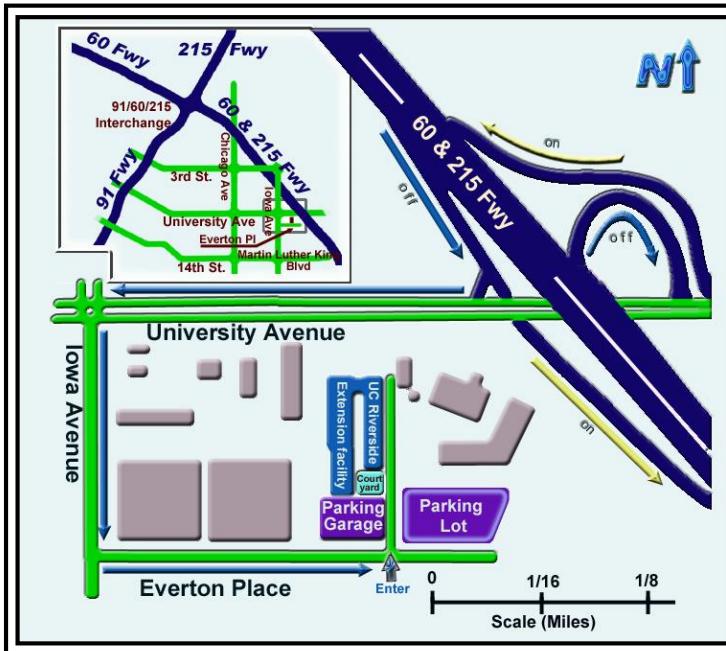 60 Fwy
215 Fwy
91/60/215
Interchange
60 & 215 Fwy
Chicago Ave
91 Fwy
3rd St.
Iowa Ave
University Ave
Everton Pl
Martin Luther King
Blvd
14th St.
N
60 & 215 Fwy
on
off
off
University Avenue
Iowa Avenue
on
UC Riverside
Extension facility
Court
yard
Parking
Garage
Parking
Lot
Everton Place
Enter
0
1/16
1/8
Scale (Miles)